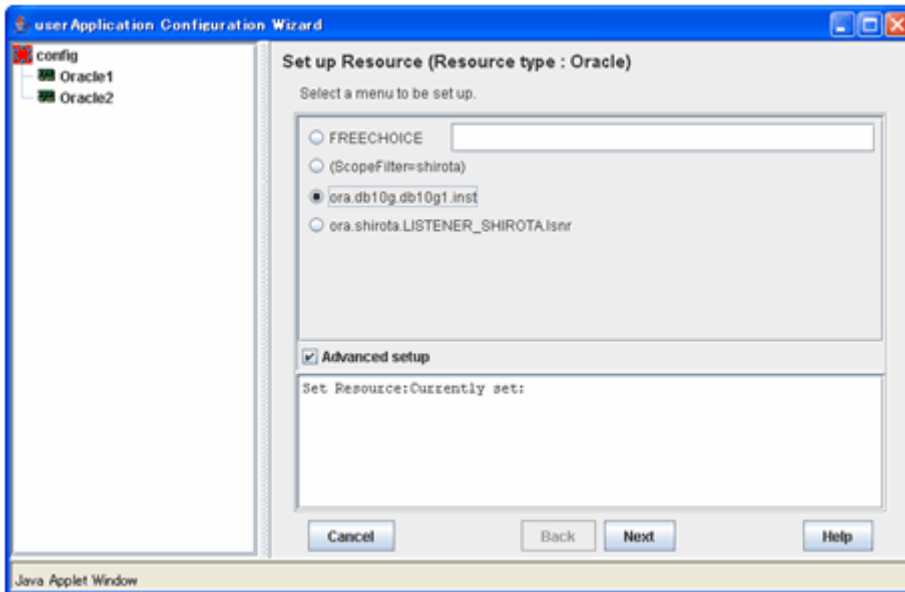 userApplication Configuration Wizard
config
Oracle1
Oracle2
Set up Resource (Resource type : Oracle)
Select a menu to be set up.
FREECHOICE
(ScopeFilter=shirota)
ora.db10g.db10g1.inst
ora.shirota.LISTENER_SHIROTA.lsnr
Advanced setup
Set Resource:Currently set:
Cancel Back Next Help
Java Applet Window